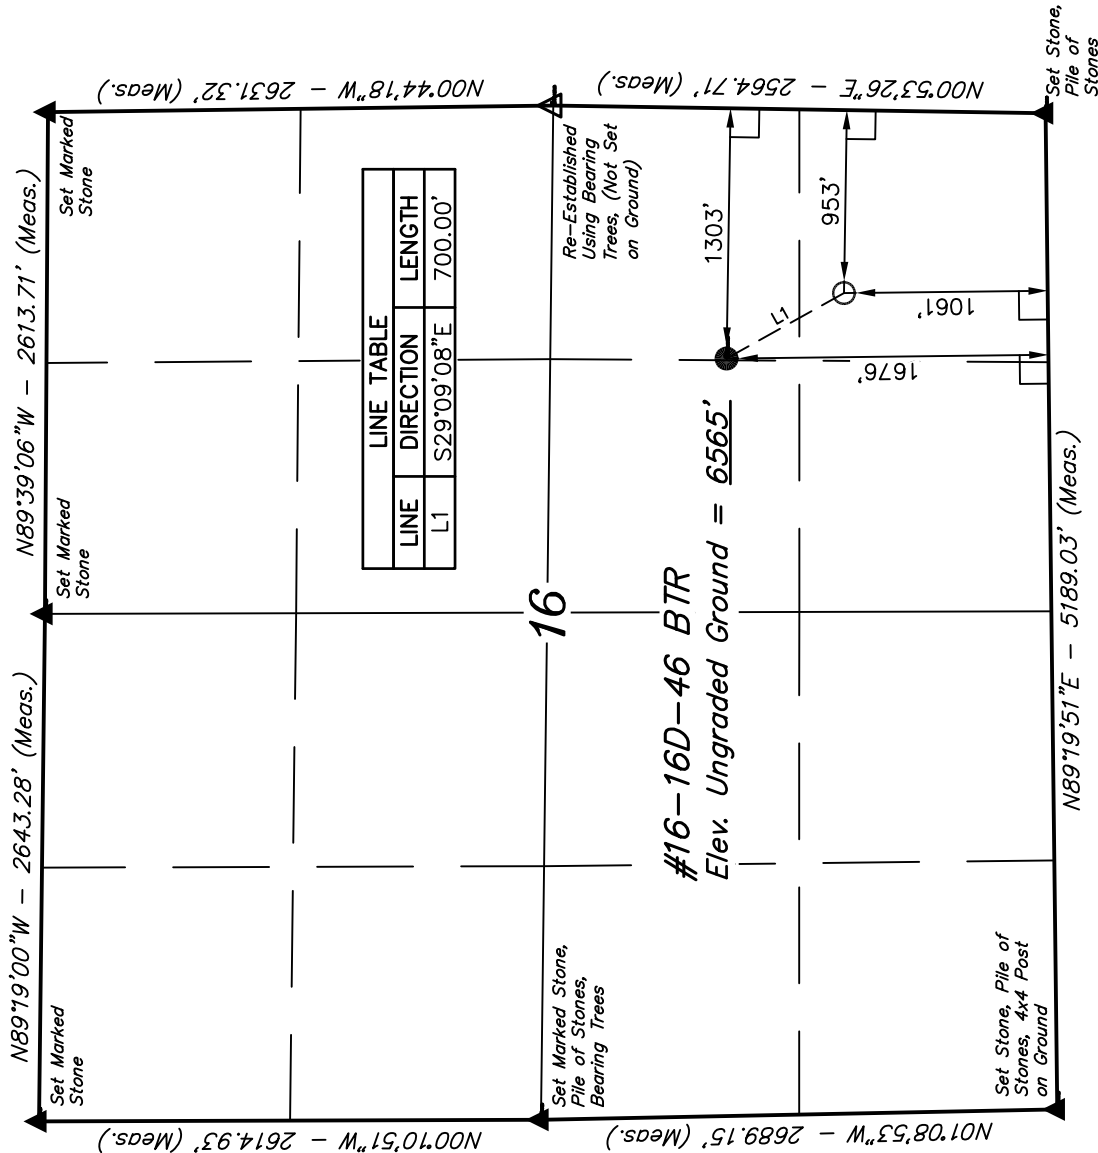 N89°19'00"W - 2643.28' (Meas.)
N89°39'06"W - 2613.71' (Meas.)
Set Marked
Stone
Set Marked
Stone
Set Marked
Stone
N00°10'51"W - 2614.93' (Meas.)
N00°44'18"W - 2631.32' (Meas.)
LINE TABLE
LINE DIRECTION LENGTH
L1 S29°09'08"E 700.00'
16
Set Marked Stone,
Pile of Stones,
Bearing Trees
Re-Established
Using Bearing
Trees, (Not Set
on Ground)
#16-16D-46 BTR
Elev. Ungraded Ground = 6565'
1303'
953'
L1
1676'
1061'
N01°08'53"W - 2689.15' (Meas.)
N00°53'26"E - 2564.71' (Meas.)
Set Stone, Pile of
Stones, 4x4 Post
on Ground
Set Stone,
Pile of
Stones
N89°19'51"E - 5189.03' (Meas.)